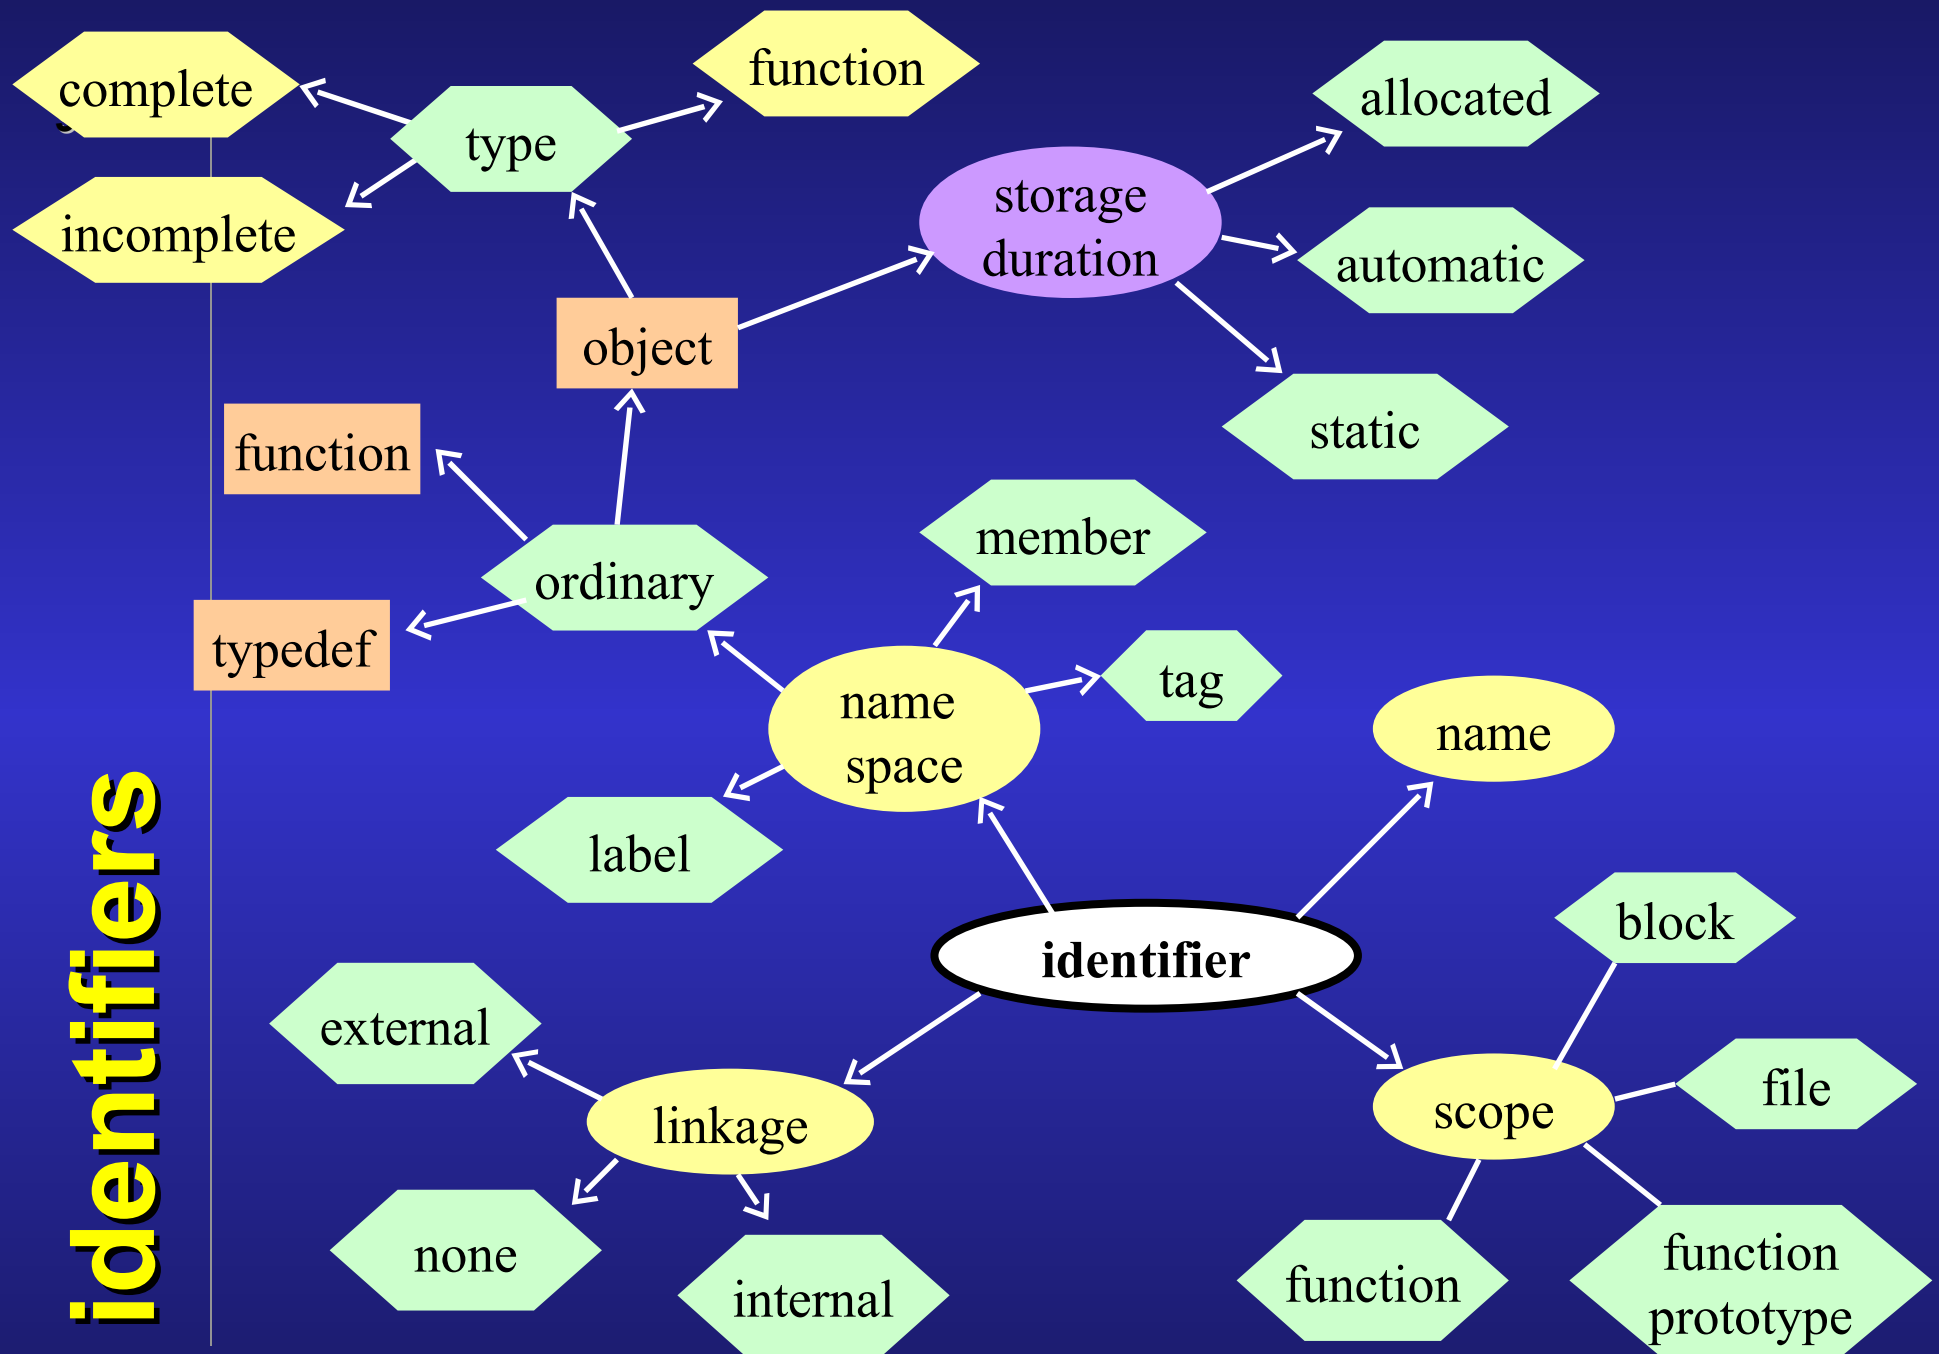 complete
function
allocated
type
storage
duration
incomplete
automatic
object
function
static
member
ordinary
typedef
tag
name
space
name
label
block
identifier
external
file
linkage
scope
none
internal
function
function
prototype
identifiers